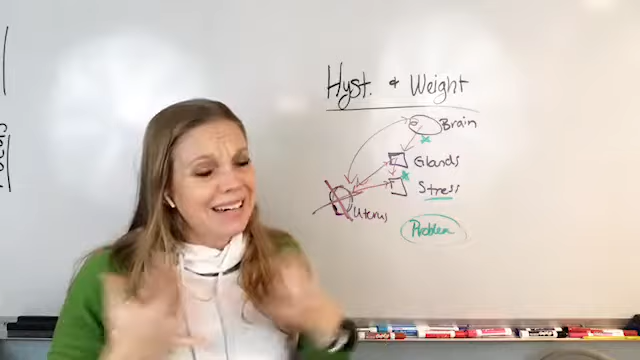 Hyst. & Weight
Brain
Glands
Stress
Uterus
Problem